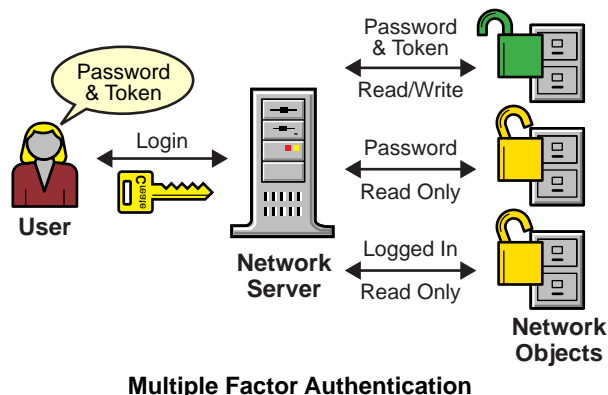 Password
& Token
Login
Create
User
Network
Server
Password
& Token
Read/Write
Password
Read Only
Logged In
Read Only
Network
Objects
Multiple Factor Authentication